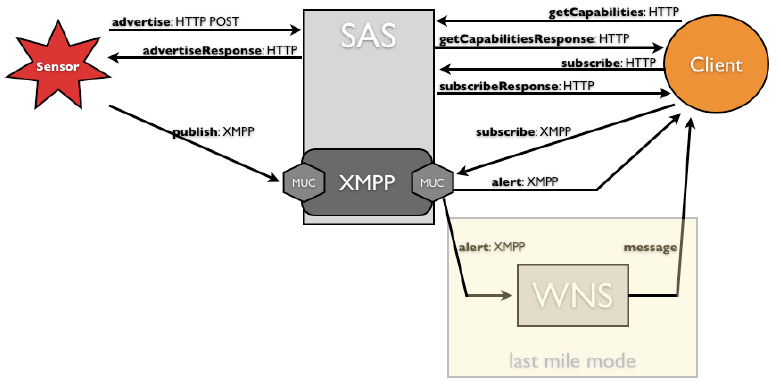 advertise: HTTP POST
SAS
getCapabilities: HTTP
advertiseResponse: HTTP
getCapabilitiesResponse: HTTP
Sensor
subscribe: HTTP
Client
subscribeResponse: HTTP
publish: XMPP
subscribe: XMPP
MUC
XMPP
MUC
alert: XMPP
alert: XMPP
message
WNS
last mile mode